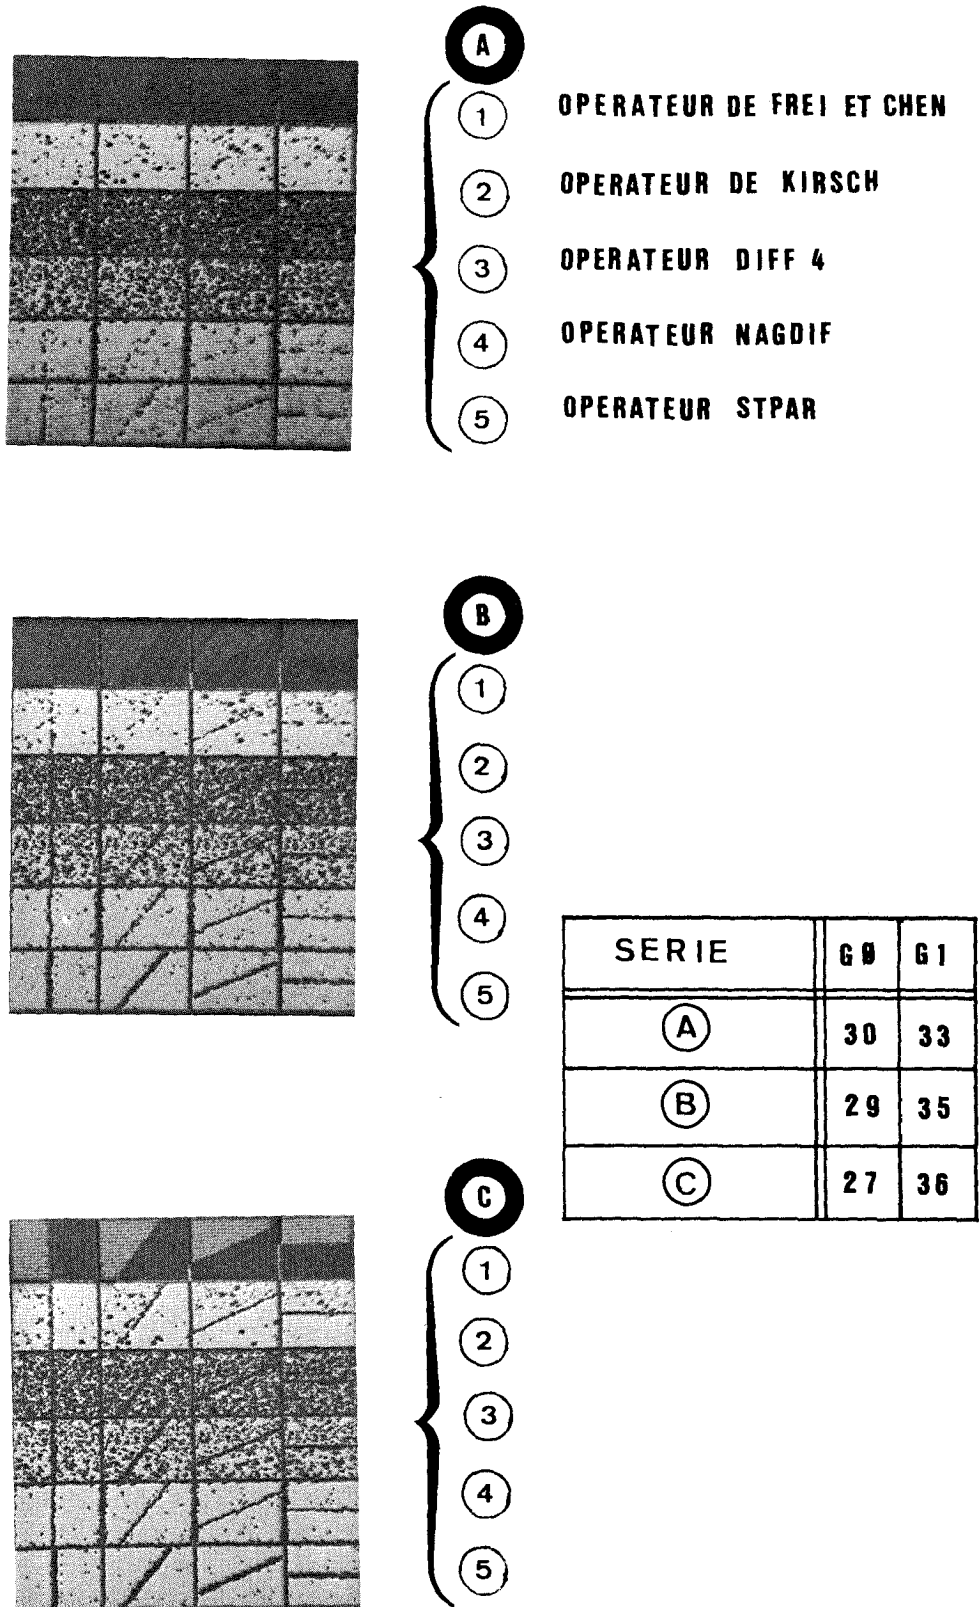 A
1 OPERATEUR DE FREI ET CHEN
2 OPERATEUR DE KIRSCH
3 OPERATEUR DIFF 4
4 OPERATEUR NAGDIF
5 OPERATEUR STPAR
B
1
2
3
4
5
SERIE G0 G1
A 30 33
B 29 35
C 27 36
C
1
2
3
4
5